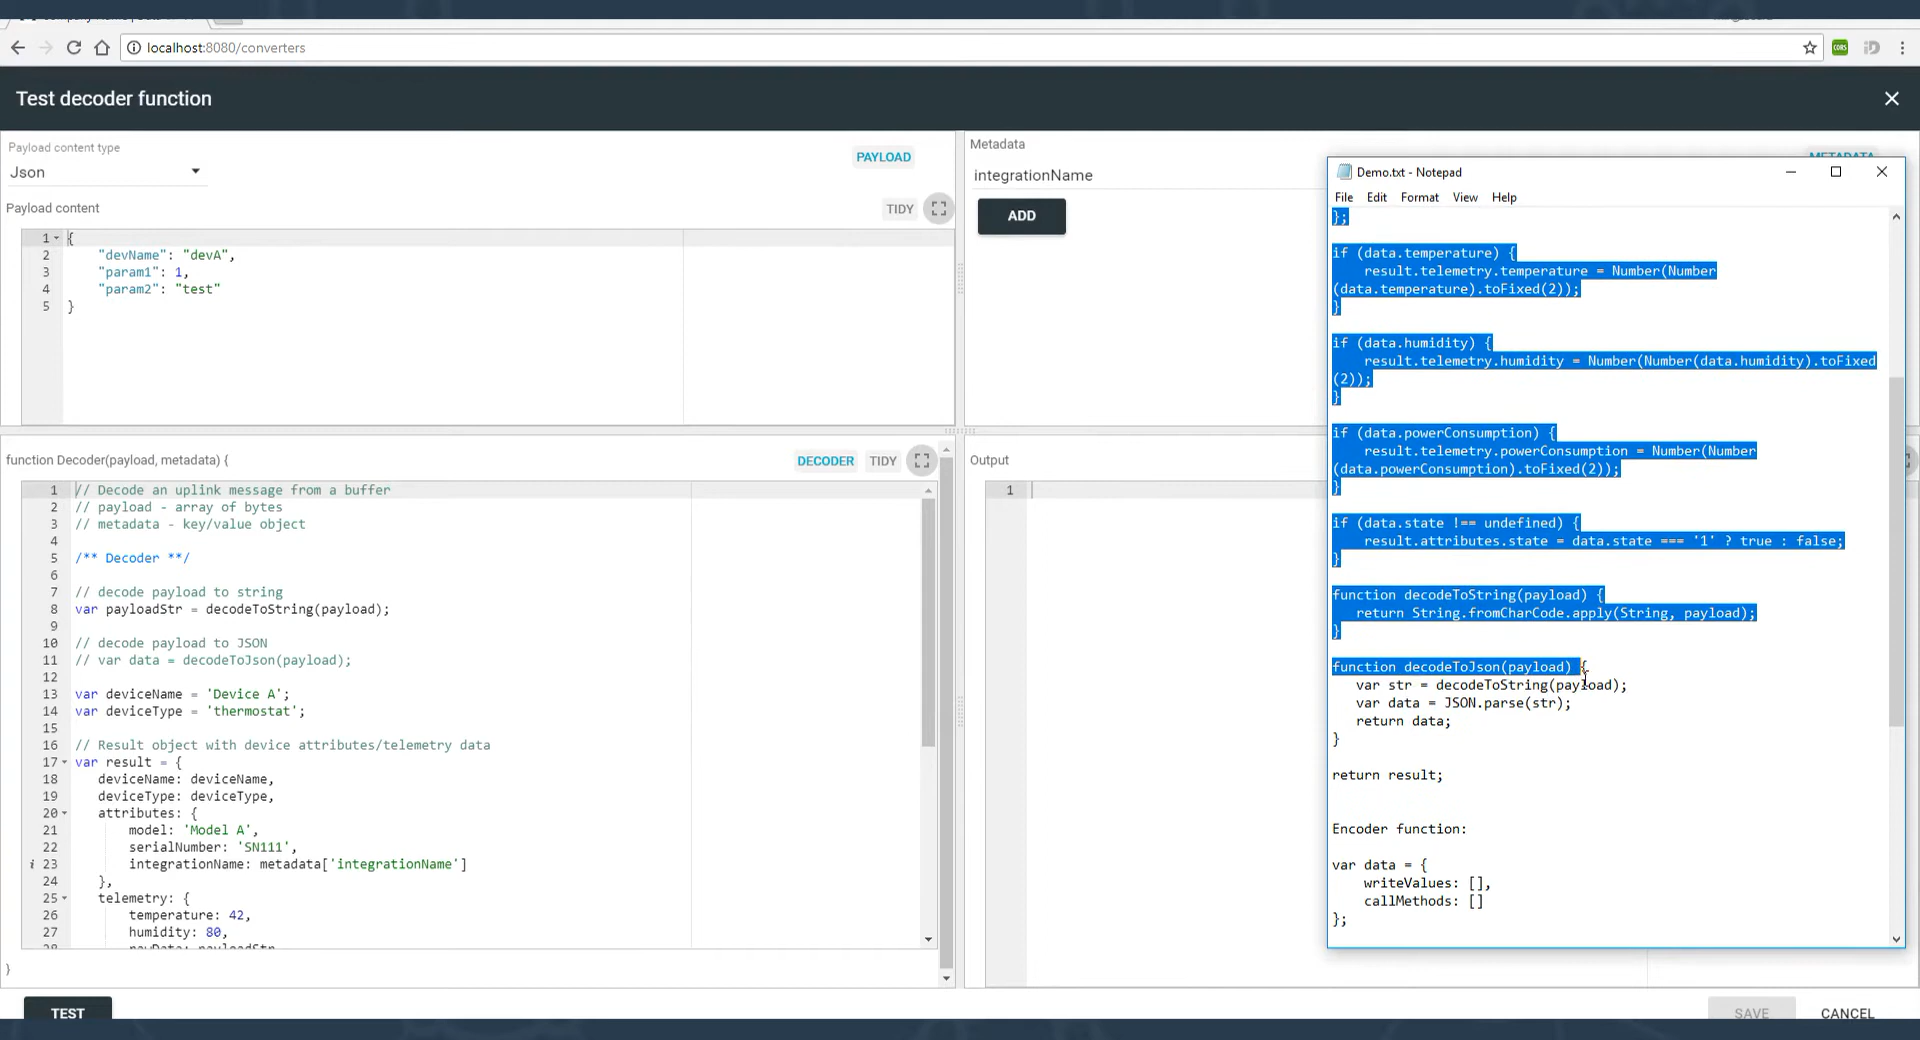 localhost:8080/converters
Test decoder function
Payload content type
Json
PAYLOAD
Payload content
TIDY
1 {
2 "devName": "devA",
3 "param1": 1,
4 "param2": "test"
5 }
function Decoder(payload, metadata) {
DECODER
TIDY
1 // Decode an uplink message from a buffer
2 // payload - array of bytes
3 // metadata - key/value object
4
5 /** Decoder **/
6
7 // decode payload to string
8 var payloadStr = decodeToString(payload);
9
10 // decode payload to JSON
11 // var data = decodeToJson(payload);
12
13 var deviceName = 'Device A';
14 var deviceType = 'thermostat';
15
16 // Result object with device attributes/telemetry data
17 var result = {
18 deviceName: deviceName,
19 deviceType: deviceType,
20 attributes: {
21 model: 'Model A',
22 serialNumber: 'SN111',
i 23 integrationName: metadata['integrationName']
24 },
25 telemetry: {
26 temperature: 42,
27 humidity: 80,
}
TEST
Metadata
METADATA
integrationName
ADD
Output
1
CORS
iD
Demo.txt - Notepad
File Edit Format View Help
};
if (data.temperature) {
result.telemetry.temperature = Number(Number
(data.temperature).toFixed(2));
}
if (data.humidity) {
result.telemetry.humidity = Number(Number(data.humidity).toFixed
(2));
}
if (data.powerConsumption) {
result.telemetry.powerConsumption = Number(Number
(data.powerConsumption).toFixed(2));
}
if (data.state !== undefined) {
result.attributes.state = data.state === '1' ? true : false;
}
function decodeToString(payload) {
return String.fromCharCode.apply(String, payload);
}
function decodeToJson(payload) {
var str = decodeToString(payload);
var data = JSON.parse(str);
return data;
}
return result;
Encoder function:
var data = {
writeValues: [],
callMethods: []
};
SAVE
CANCEL